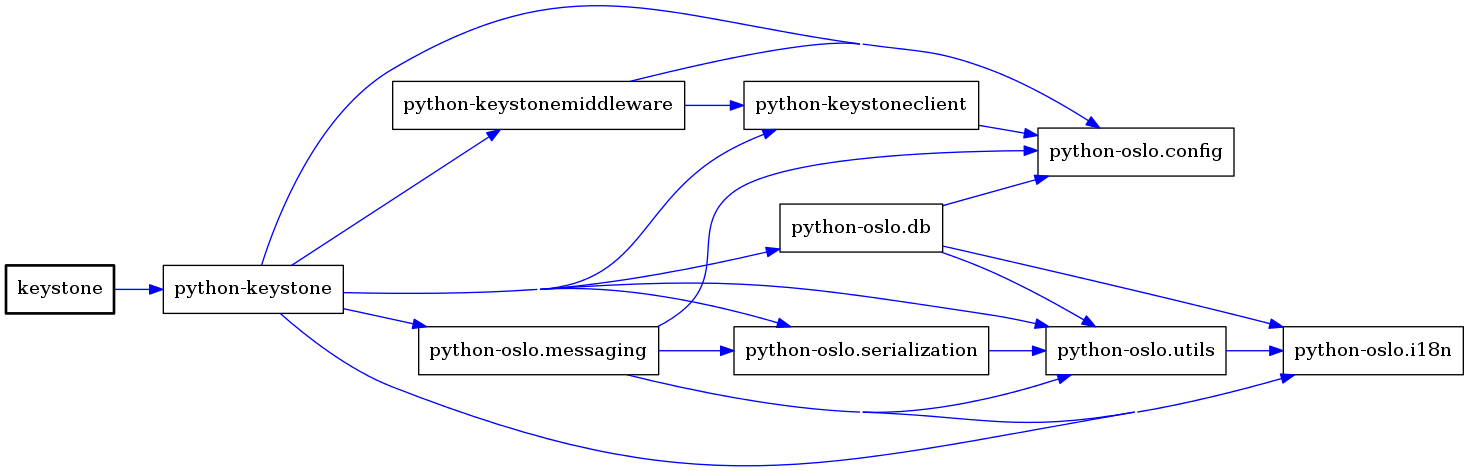 python-keystonemiddleware
python-keystoneclient
python-oslo.config
python-oslo.db
keystone
python-keystone
python-oslo.messaging
python-oslo.serialization
python-oslo.utils
python-oslo.i18n